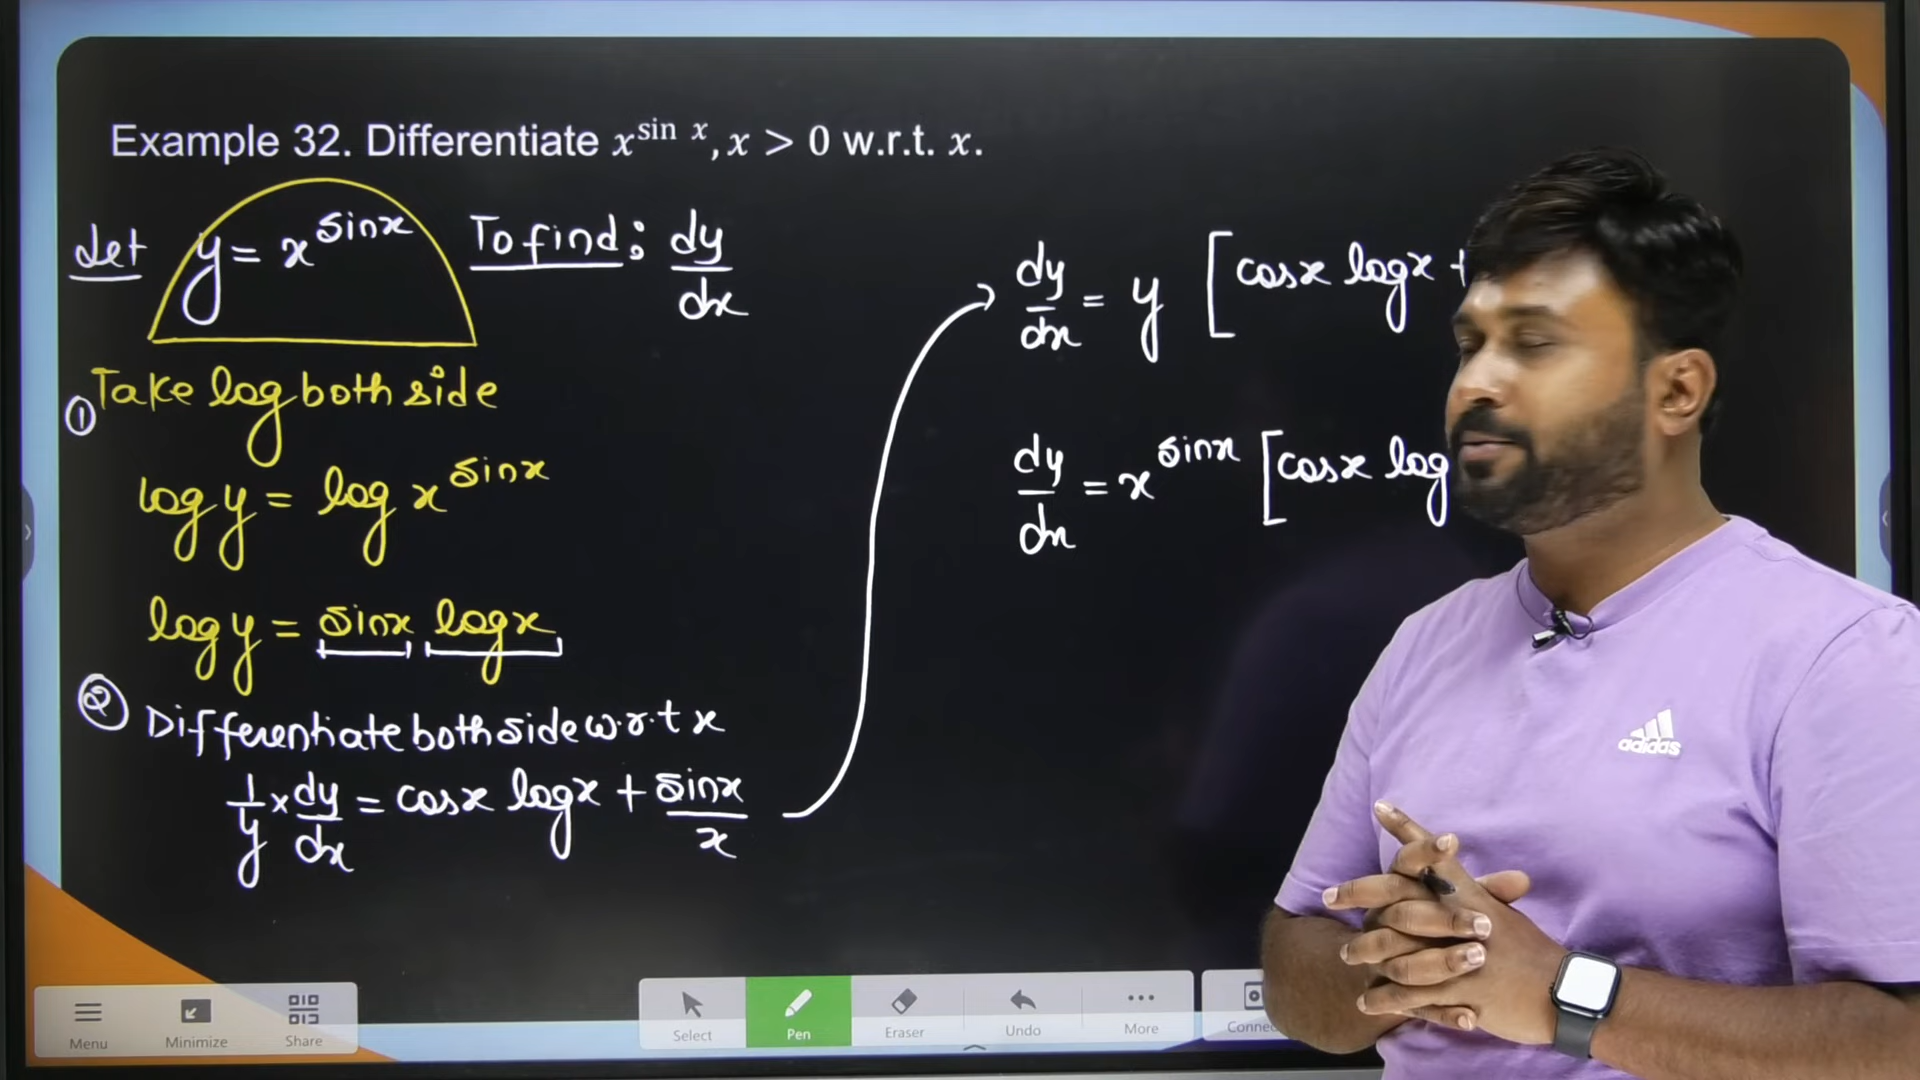 Example 32. Differentiate x^{sin x}, x > 0 w.r.t. x.
Let y = x^{sinx} To find: dy/dx
① Take log both side
log y = log x^{sinx}
log y = sinx logx
② Differentiate both side w.r.t x
1/y × dy/dx = cosx logx + sinx/x
dy/dx = y [cosx logx +
dy/dx = x^{sinx} [cosx log
adidas
Menu
Minimize
Share
Select
Pen
Eraser
Undo
More